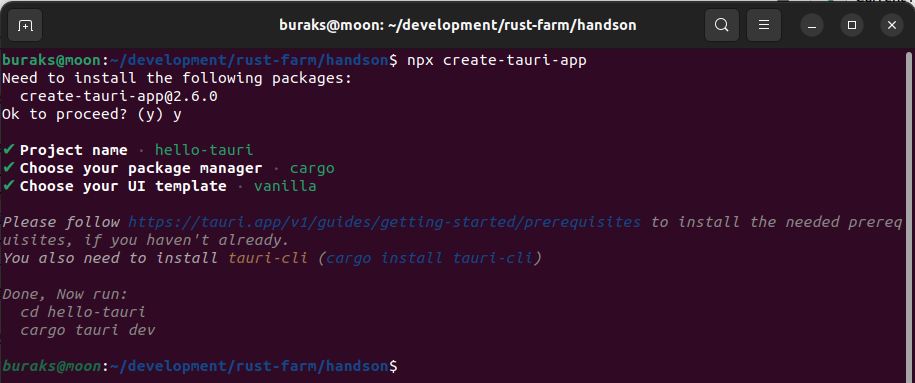 buraks@moon: ~/development/rust-farm/handson
buraks@moon:~/development/rust-farm/handson$ npx create-tauri-app
Need to install the following packages:
  create-tauri-app@2.6.0
Ok to proceed? (y) y
✔ Project name · hello-tauri
✔ Choose your package manager · cargo
✔ Choose your UI template · vanilla
Please follow https://tauri.app/v1/guides/getting-started/prerequisites to install the needed prereq
uisites, if you haven't already.
You also need to install tauri-cli (cargo install tauri-cli)
Done, Now run:
  cd hello-tauri
  cargo tauri dev
buraks@moon:~/development/rust-farm/handson$